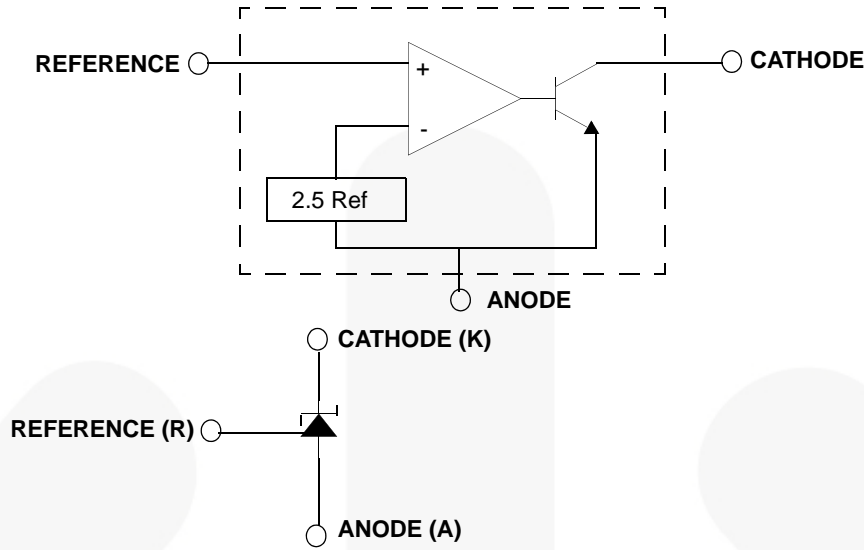 REFERENCE
CATHODE
+
-
2.5 Ref
ANODE
CATHODE (K)
REFERENCE (R)
ANODE (A)